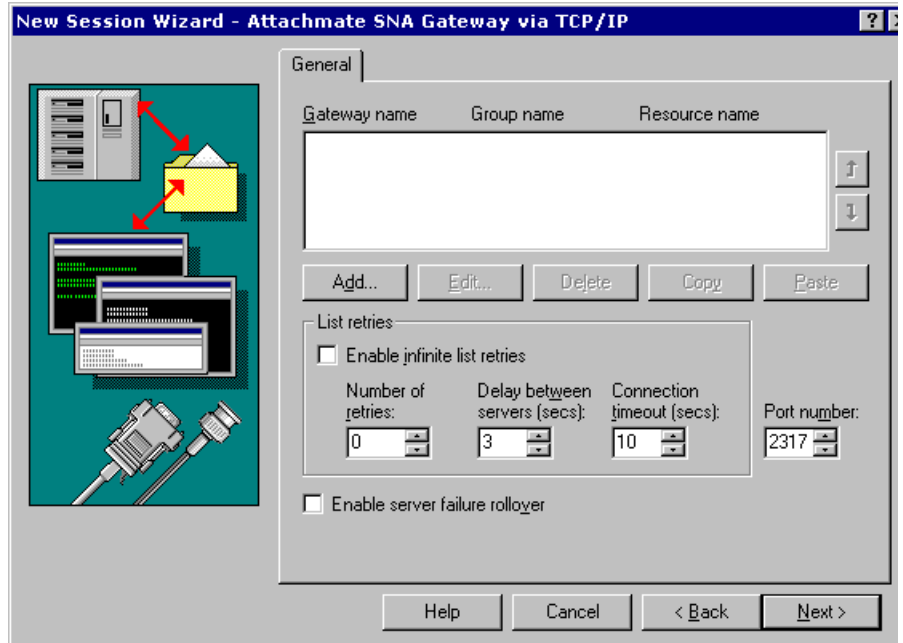 New Session Wizard - Attachmate SNA Gateway via TCP/IP
General
Gateway name Group name Resource name
Add... Edit... Delete Copy Paste
List retries
Enable infinite list retries
Number of retries:
Delay between servers (secs):
Connection timeout (secs):
Port number:
0 3 10 2317
Enable server failure rollover
Help Cancel < Back Next >